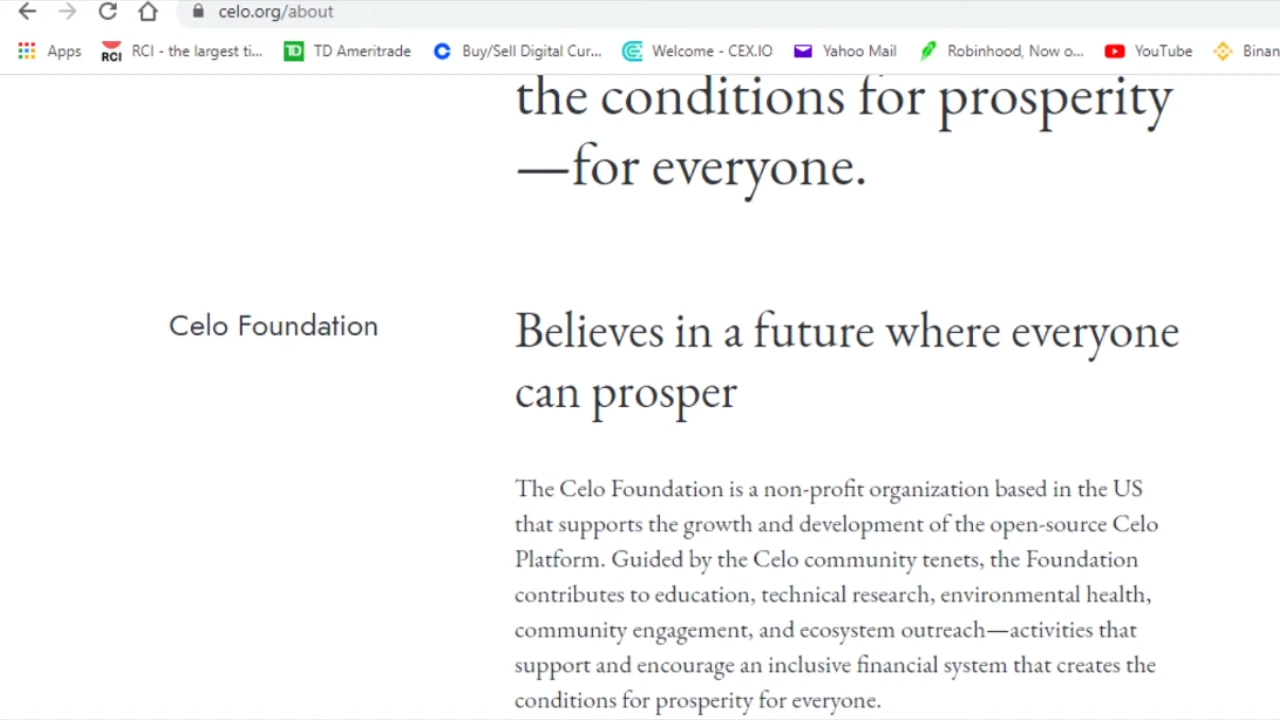 celo.org/about
Apps RCI - the largest ti... TD Ameritrade Buy/Sell Digital Cur... Welcome - CEX.IO Yahoo Mail Robinhood, Now o... YouTube Binan
RCI
the conditions for prosperity
—for everyone.
Celo Foundation
Believes in a future where everyone
can prosper
The Celo Foundation is a non-profit organization based in the US
that supports the growth and development of the open-source Celo
Platform. Guided by the Celo community tenets, the Foundation
contributes to education, technical research, environmental health,
community engagement, and ecosystem outreach—activities that
support and encourage an inclusive financial system that creates the
conditions for prosperity for everyone.